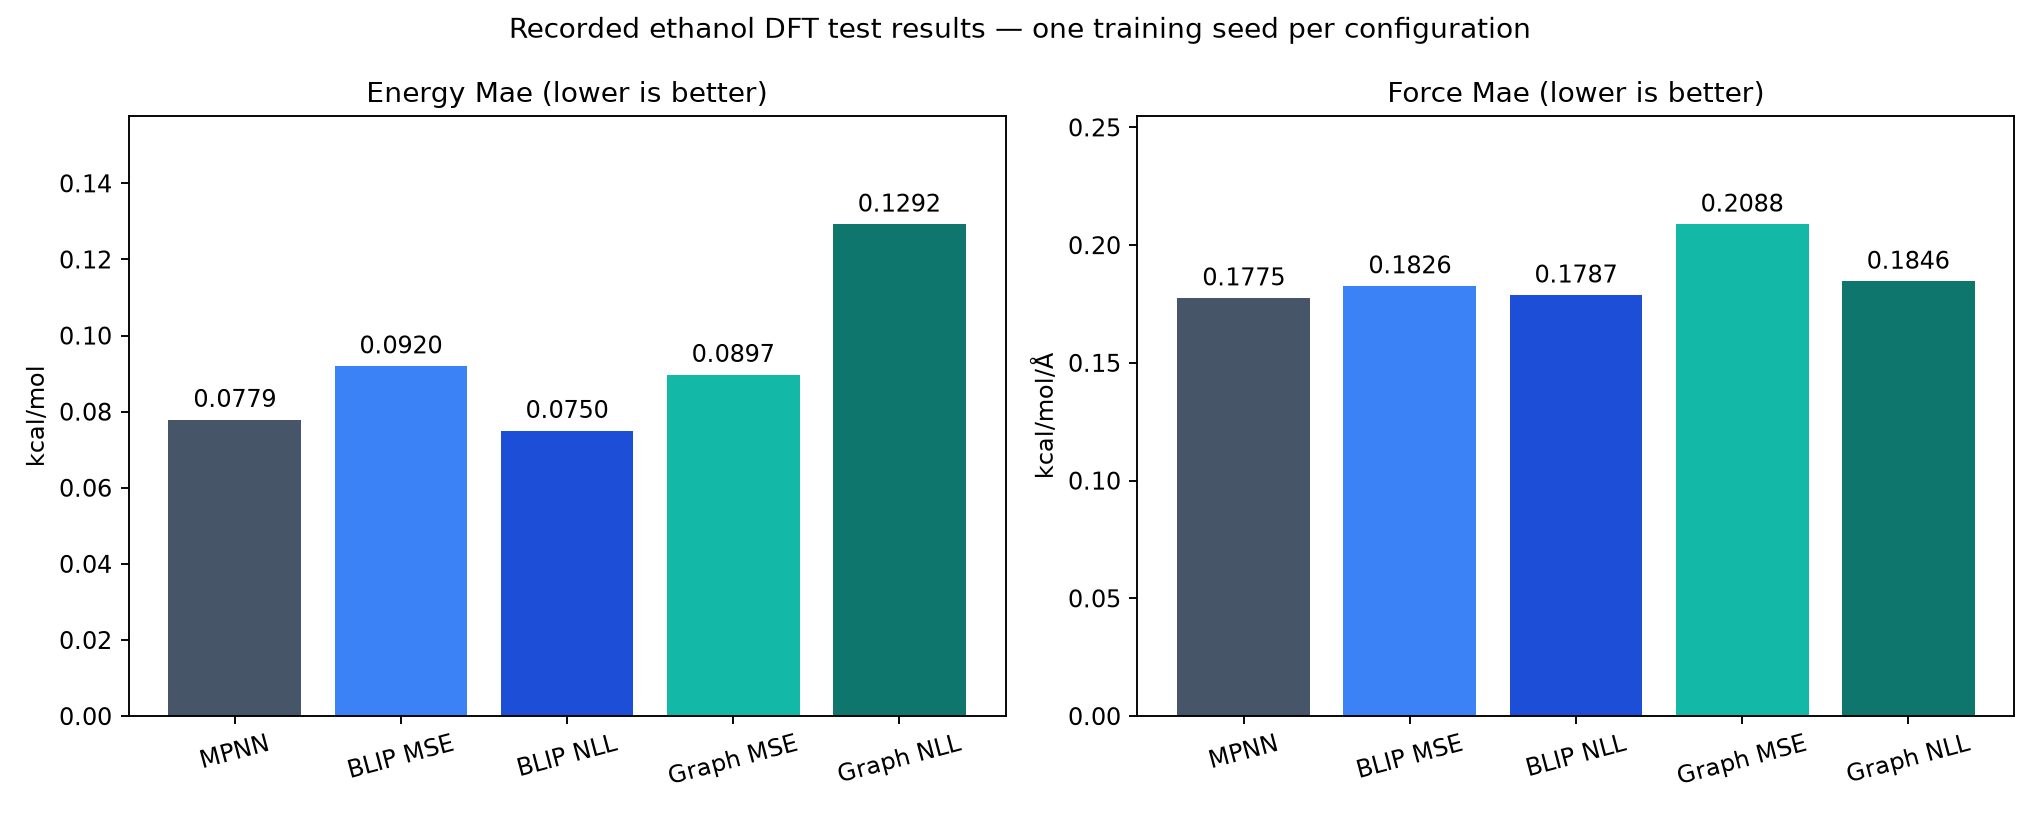 Recorded ethanol DFT test results — one training seed per configuration
Energy Mae (lower is better)
kcal/mol
0.14
0.12
0.10
0.08
0.06
0.04
0.02
0.00
0.0779
0.0920
0.0750
0.0897
0.1292
MPNN
BLIP MSE
BLIP NLL
Graph MSE
Graph NLL
Force Mae (lower is better)
kcal/mol/Å
0.25
0.20
0.15
0.10
0.05
0.00
0.1775
0.1826
0.1787
0.2088
0.1846
MPNN
BLIP MSE
BLIP NLL
Graph MSE
Graph NLL